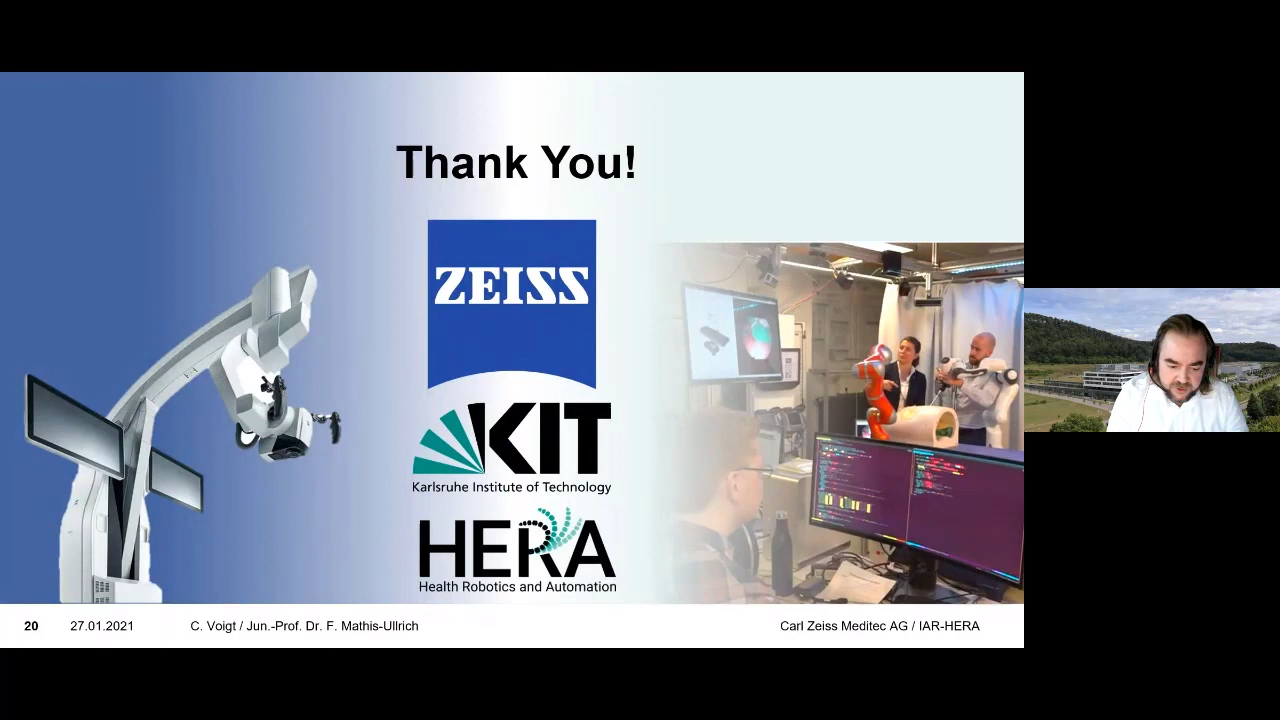 Thank You!
ZEISS
KIT
Karlsruhe Institute of Technology
HERA
Health Robotics and Automation
20 27.01.2021 C. Voigt / Jun.-Prof. Dr. F. Mathis-Ullrich Carl Zeiss Meditec AG / IAR-HERA